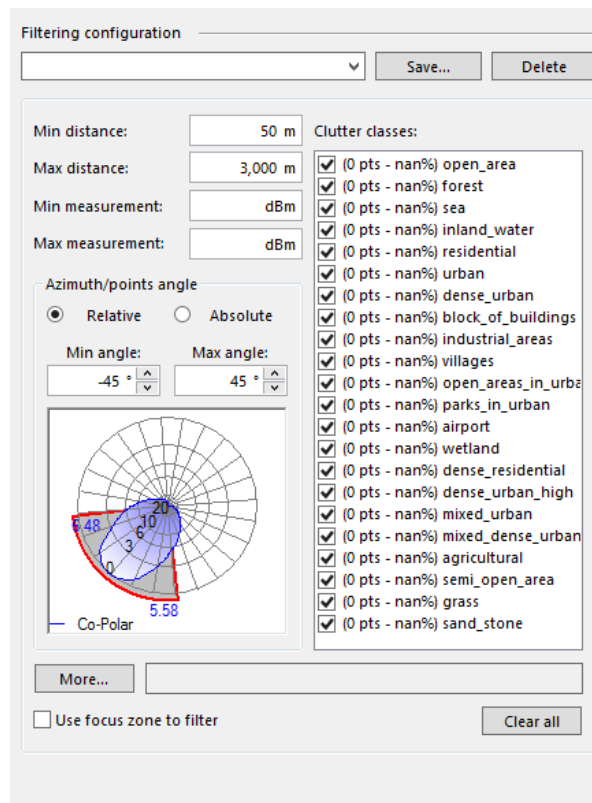 Filtering configuration
Save...
Delete
Min distance:
50 m
Max distance:
3,000 m
Min measurement:
dBm
Max measurement:
dBm
Azimuth/points angle
Relative
Absolute
Min angle:
Max angle:
-45 °
45 °
20
10
6
3
0
6.48
5.58
Co-Polar
Clutter classes:
(0 pts - nan%) open_area
(0 pts - nan%) forest
(0 pts - nan%) sea
(0 pts - nan%) inland_water
(0 pts - nan%) residential
(0 pts - nan%) urban
(0 pts - nan%) dense_urban
(0 pts - nan%) block_of_buildings
(0 pts - nan%) industrial_areas
(0 pts - nan%) villages
(0 pts - nan%) open_areas_in_urba
(0 pts - nan%) parks_in_urban
(0 pts - nan%) airport
(0 pts - nan%) wetland
(0 pts - nan%) dense_residential
(0 pts - nan%) dense_urban_high
(0 pts - nan%) mixed_urban
(0 pts - nan%) mixed_dense_urban
(0 pts - nan%) agricultural
(0 pts - nan%) semi_open_area
(0 pts - nan%) grass
(0 pts - nan%) sand_stone
More...
Use focus zone to filter
Clear all